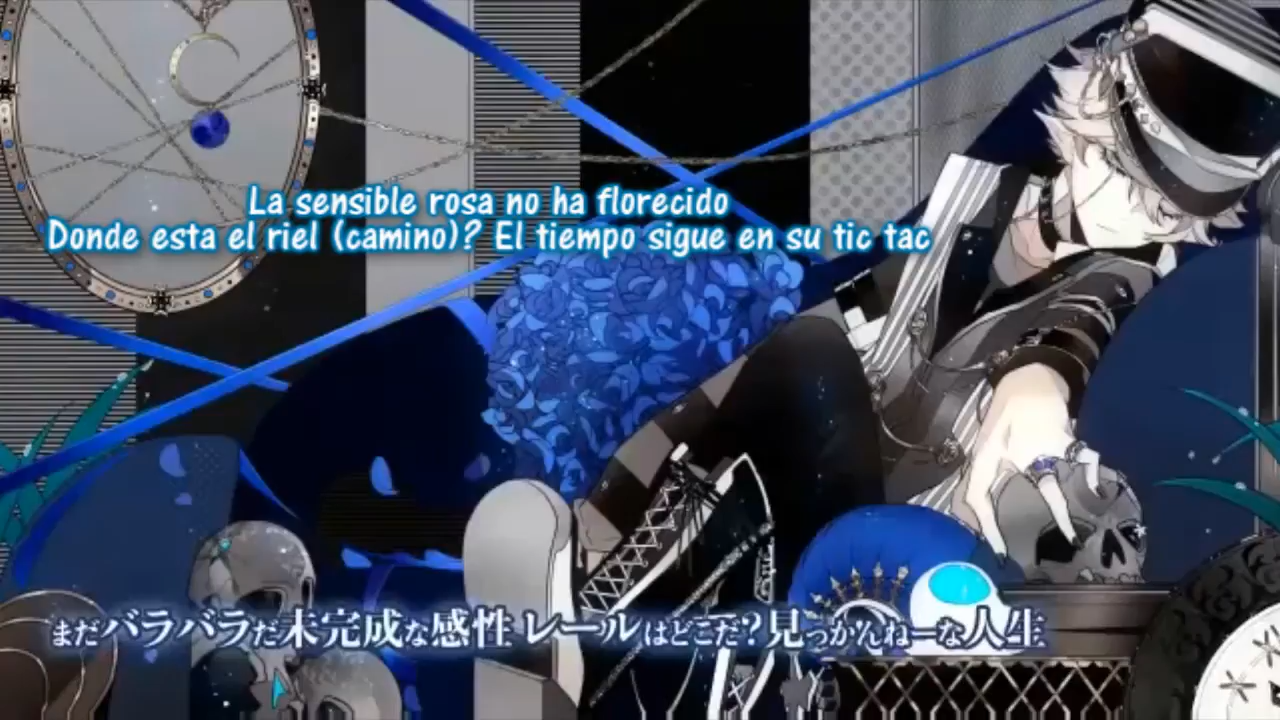 La sensible rosa no ha florecido
Donde esta el riel (camino)? El tiempo sigue en su tic tac
まだバラバラだ未完成な感性 レールはどこだ?見っかんねーな人生